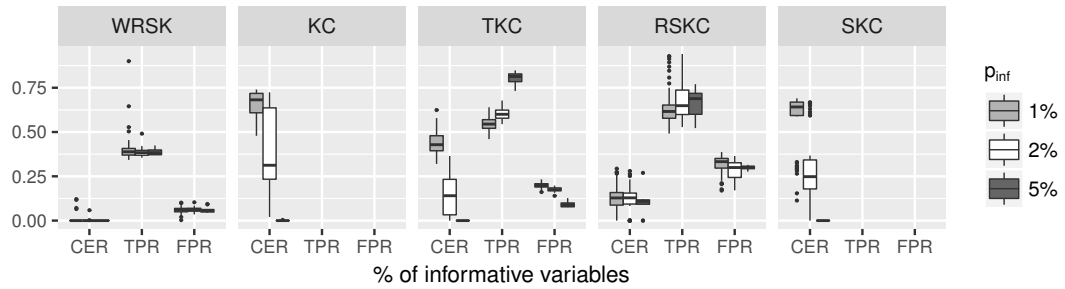 WRSK KC TKC RSKC SKC
0.75
0.50
0.25
0.00
CER TPR FPR CER TPR FPR CER TPR FPR CER TPR FPR CER TPR FPR
% of informative variables
pinf
1%
2%
5%